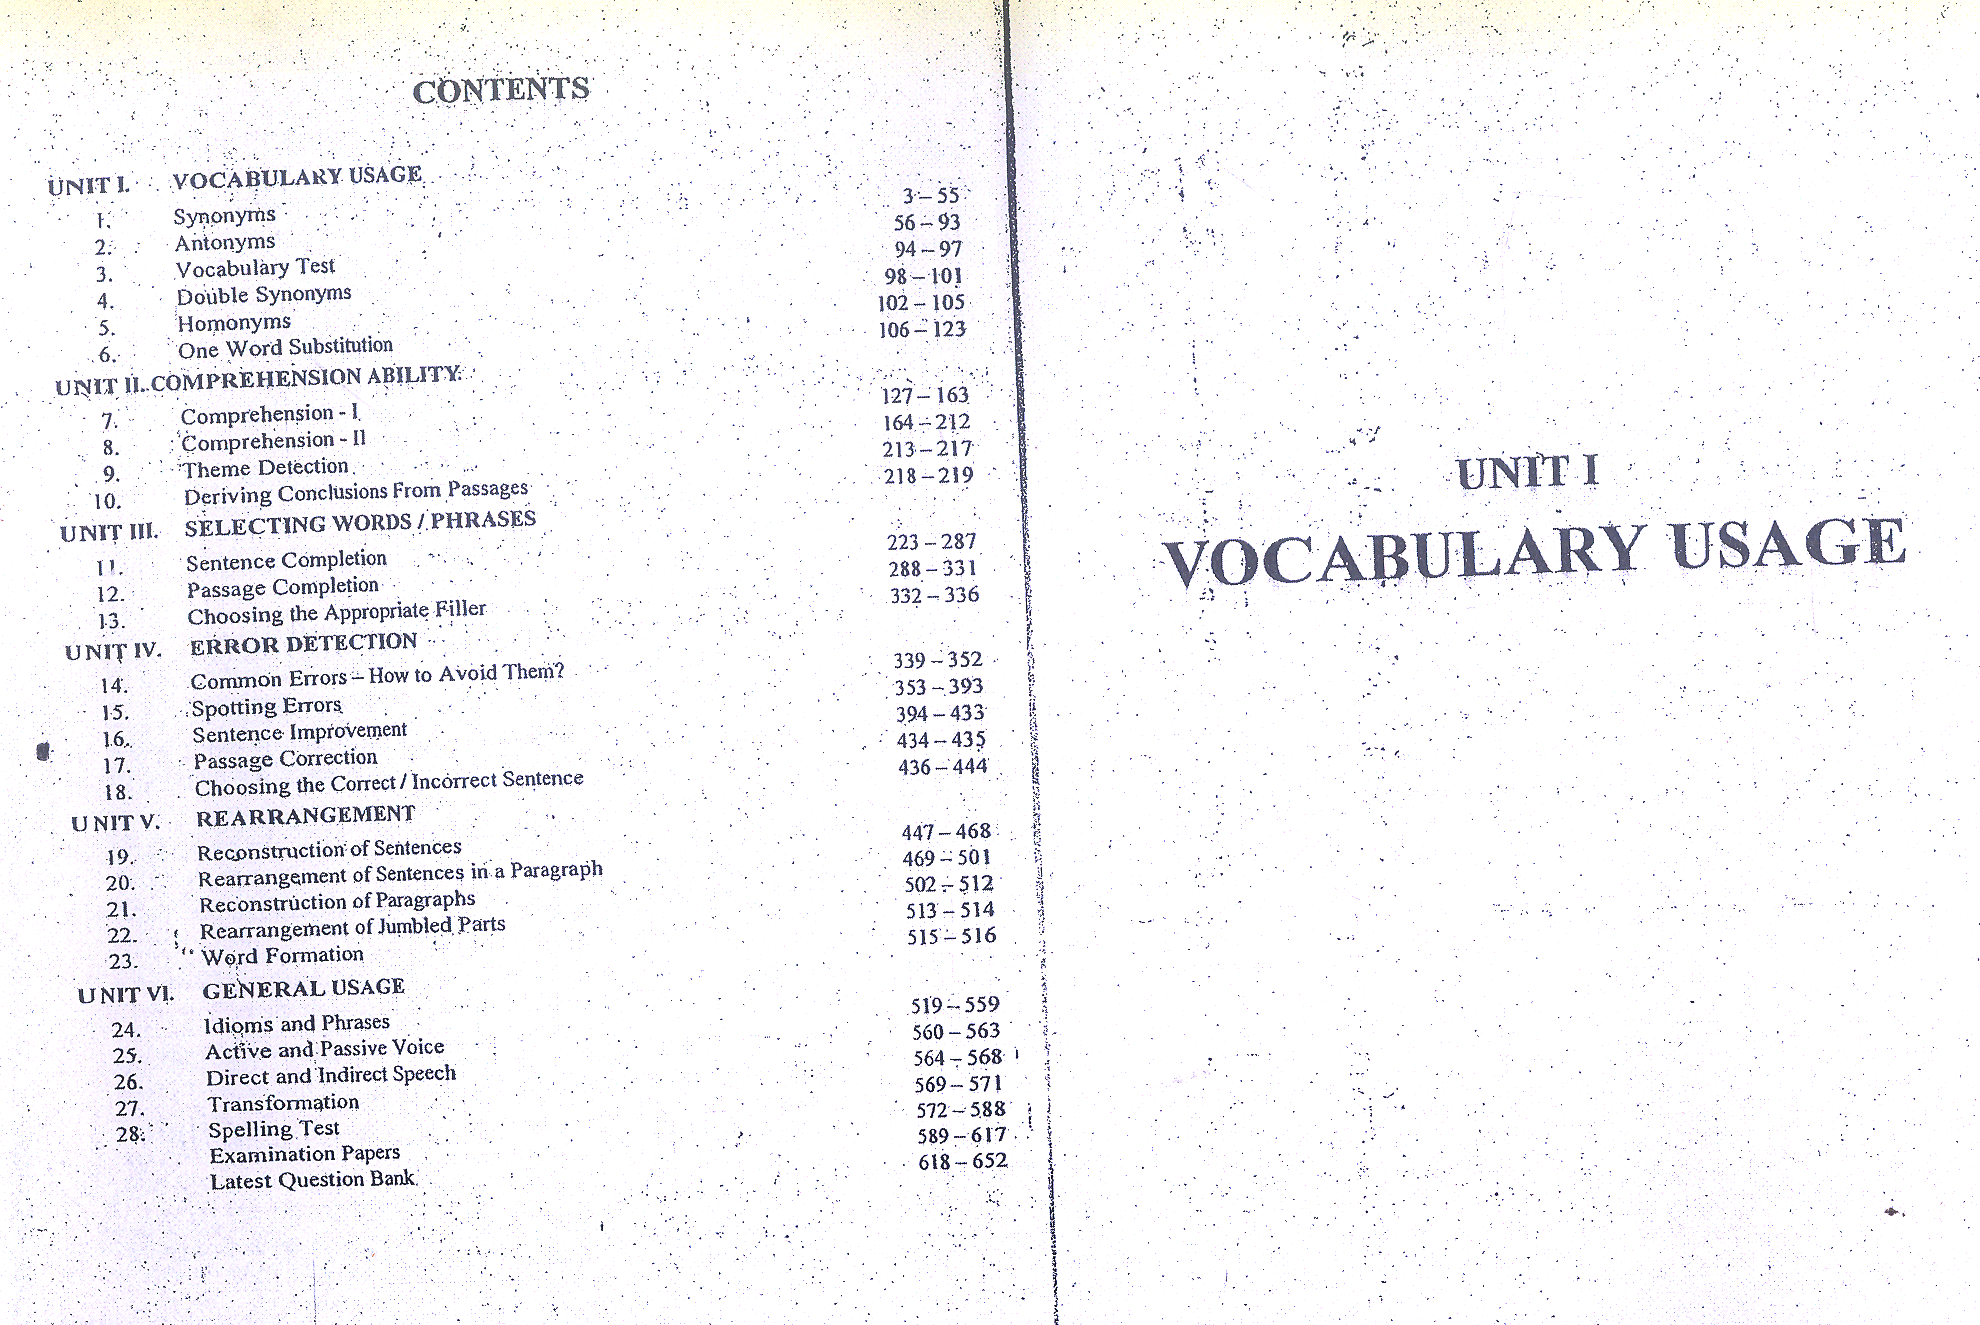 CONTENTS
UNIT I. VOCABULARY USAGE
1. Synonyms 3 – 55
2. Antonyms 56 – 93
3. Vocabulary Test 94 – 97
4. Double Synonyms 98 – 101
5. Homonyms 102 – 105
6. One Word Substitution 106 – 123
UNIT II. COMPREHENSION ABILITY
7. Comprehension - I 127 – 163
8. Comprehension - II 164 – 212
9. Theme Detection 213 – 217
10. Deriving Conclusions From Passages 218 – 219
UNIT III. SELECTING WORDS / PHRASES
11. Sentence Completion 223 – 287
12. Passage Completion 288 – 331
13. Choosing the Appropriate Filler 332 – 336
UNIT IV. ERROR DETECTION
14. Common Errors – How to Avoid Them? 339 – 352
15. Spotting Errors 353 – 393
16. Sentence Improvement 394 – 433
17. Passage Correction 434 – 435
18. Choosing the Correct / Incorrect Sentence 436 – 444
UNIT V. REARRANGEMENT
19. Reconstruction of Sentences 447 – 468
20. Rearrangement of Sentences in a Paragraph 469 – 501
21. Reconstruction of Paragraphs 502 – 512
22. Rearrangement of Jumbled Parts 513 – 514
23. Word Formation 515 – 516
UNIT VI. GENERAL USAGE
24. Idioms and Phrases 519 – 559
25. Active and Passive Voice 560 – 563
26. Direct and Indirect Speech 564 – 568
27. Transformation 569 – 571
28. Spelling Test 572 – 588
Examination Papers 589 – 617
Latest Question Bank 618 – 652
UNIT I
VOCABULARY USAGE